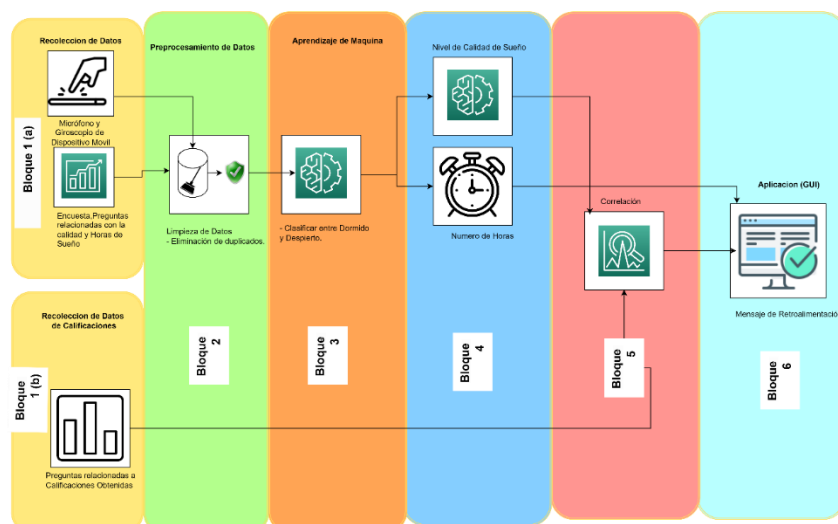 Recoleccion de Datos
Micrófono y
Giroscopio de
Dispositivo Movil
Bloque 1 (a)
Encuesta,Preguntas
relacionadas con la
calidad y Horas de
Sueño
Recoleccion de Datos
de Calificaciones
Bloque
1 (b)
Preguntas relacionadas a
Calificaciones Obtenidas
Preprocesamiento de Datos
Limpieza de Datos
- Eliminación de duplicados.
Bloque
2
Aprendizaje de Maquina
- Clasificar entre Dormido
y Despierto.
Bloque
3
Nivel de Calidad de Sueño
Numero de Horas
Bloque
4
Correlación
Bloque
5
Aplicacion (GUI)
Mensaje de Retroalimentació
Bloque
6